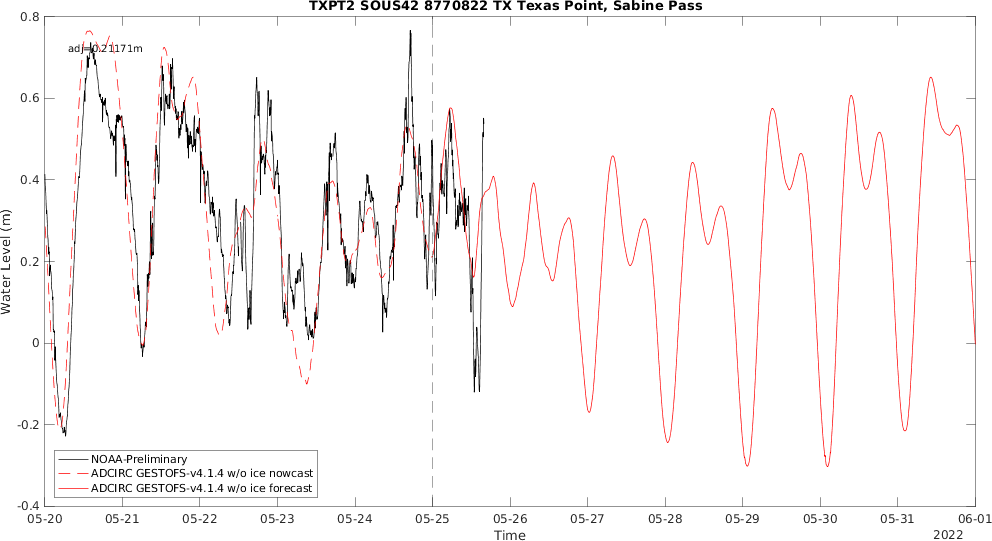 TXPT2 SOUS42 8770822 TX Texas Point, Sabine Pass
adj=0.21171m
0.8
0.6
0.4
0.2
0
-0.2
-0.4
Water Level (m)
NOAA-Preliminary
ADCIRC GESTOFS-v4.1.4 w/o ice nowcast
ADCIRC GESTOFS-v4.1.4 w/o ice forecast
05-20 05-21 05-22 05-23 05-24 05-25 05-26 05-27 05-28 05-29 05-30 05-31 06-01
Time
2022